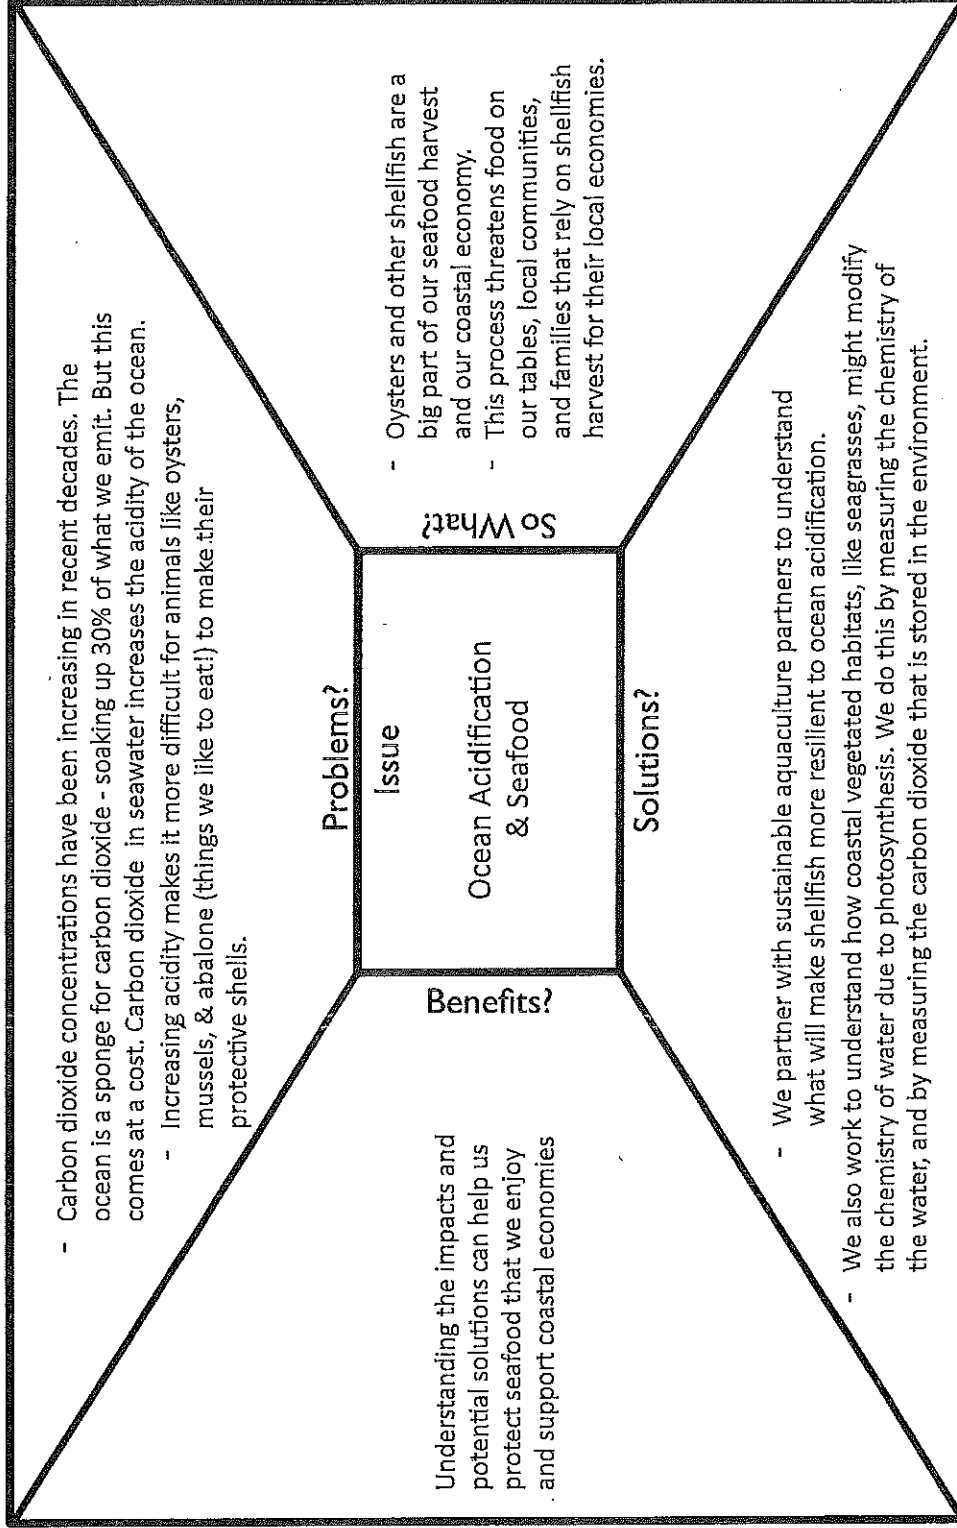 - Carbon dioxide concentrations have been increasing in recent decades. The
ocean is a sponge for carbon dioxide - soaking up 30% of what we emit. But this
comes at a cost. Carbon dioxide in seawater increases the acidity of the ocean.
- Increasing acidity makes it more difficult for animals like oysters,
mussels, & abalone (things we like to eat!) to make their
protective shells.
Problems?
Issue
Ocean Acidification
& Seafood
Benefits?
Understanding the impacts and
potential solutions can help us
protect seafood that we enjoy
and support coastal economies
So What?
- Oysters and other shellfish are a
big part of our seafood harvest
and our coastal economy.
- This process threatens food on
our tables, local communities,
and families that rely on shellfish
harvest for their local economies.
Solutions?
- We partner with sustainable aquaculture partners to understand
what will make shellfish more resilient to ocean acidification.
- We also work to understand how coastal vegetated habitats, like seagrasses, might modify
the chemistry of water due to photosynthesis. We do this by measuring the chemistry of
the water, and by measuring the carbon dioxide that is stored in the environment.